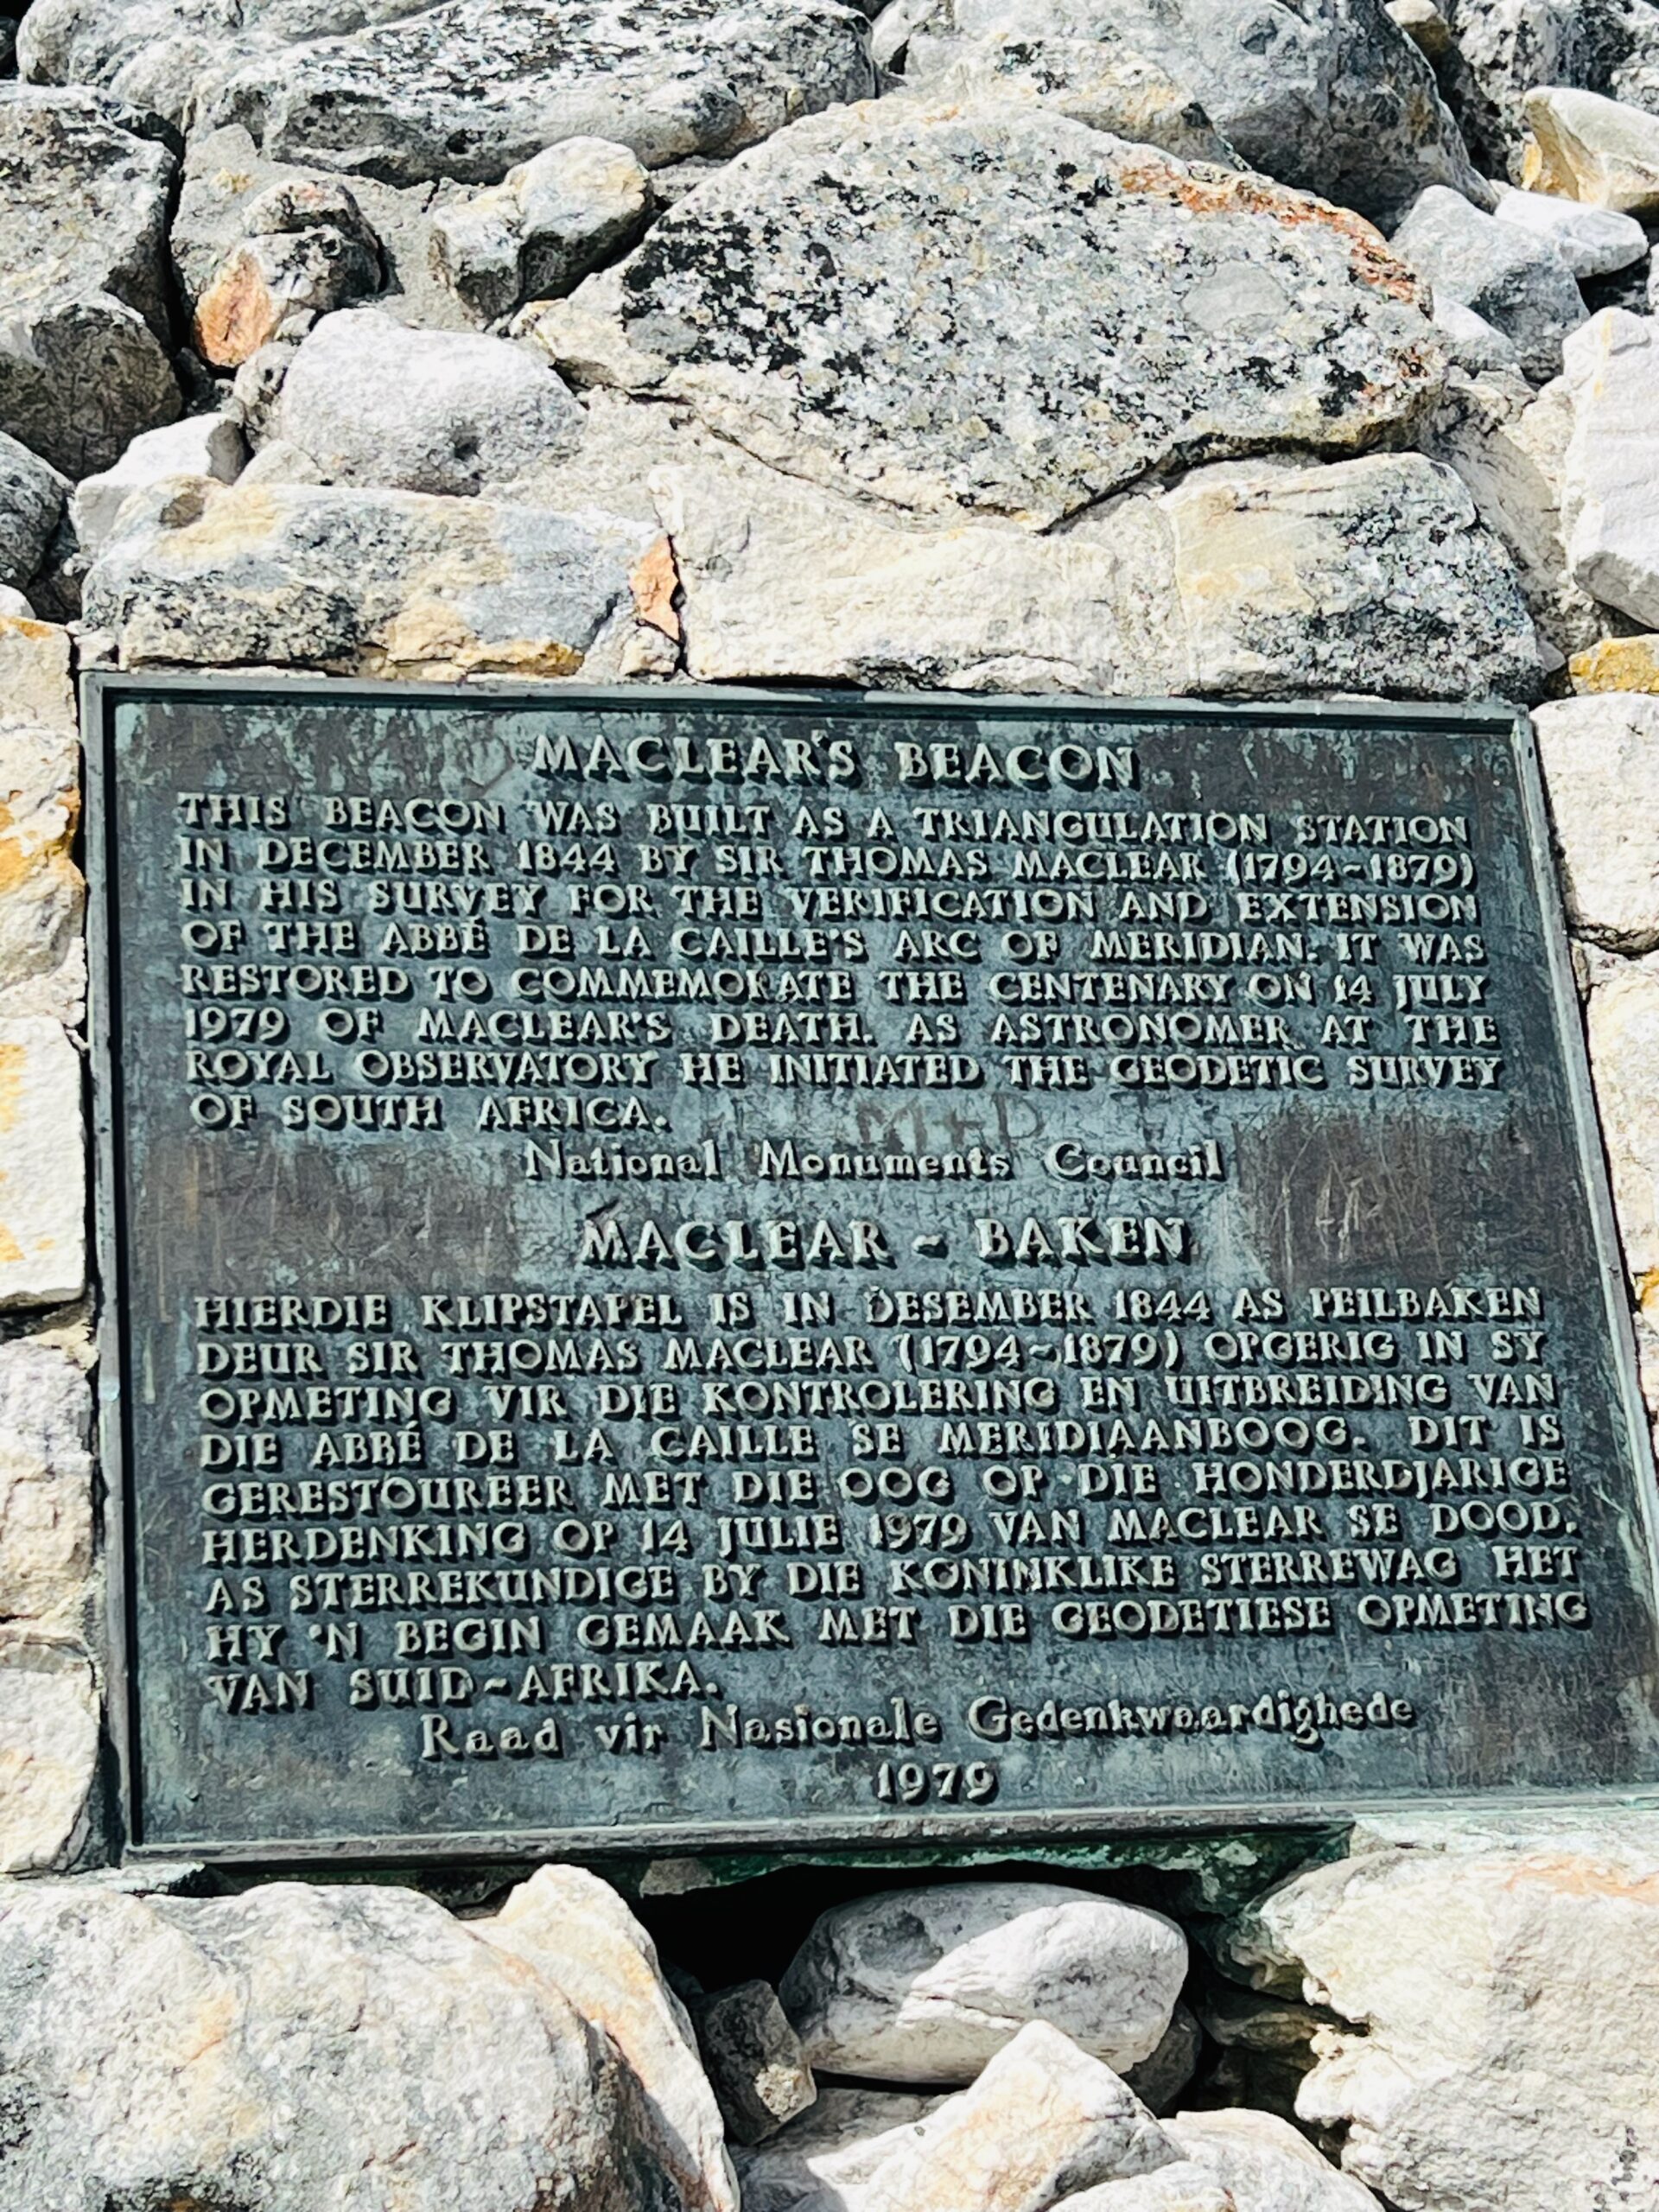 MACLEAR'S BEACON
THIS BEACON WAS BUILT AS A TRIANGULATION STATION
IN DECEMBER 1844 BY SIR THOMAS MACLEAR (1794~1879)
IN HIS SURVEY FOR THE VERIFICATION AND EXTENSION
OF THE ABBÉ DE LA CAILLE'S ARC OF MERIDIAN. IT WAS
RESTORED TO COMMEMORATE THE CENTENARY ON 14 JULY
1979 OF MACLEAR'S DEATH. AS ASTRONOMER AT THE
ROYAL OBSERVATORY HE INITIATED THE GEODETIC SURVEY
OF SOUTH AFRICA.
M+D
National Monuments Council
MACLEAR ~ BAKEN
HIERDIE KLIPSTAPEL IS IN DESEMBER 1844 AS PEILBAKEN
DEUR SIR THOMAS MACLEAR (1794~1879) OPGERIG IN SY
OPMETING VIR DIE KONTROLERING EN UITBREIDING VAN
DIE ABBÉ DE LA CAILLE SE MERIDIAANBOOG. DIT IS
GERESTOUREER MET DIE OOG OP DIE HONDERDJARIGE
HERDENKING OP 14 JULIE 1979 VAN MACLEAR SE DOOD.
AS STERREKUNDIGE BY DIE KONINKLIKE STERREWAG HET
HY 'N BEGIN GEMAAK MET DIE GEODETIESE OPMETING
VAN SUID~AFRIKA.
Raad vir Nasionale Gedenkwaardighede
1979